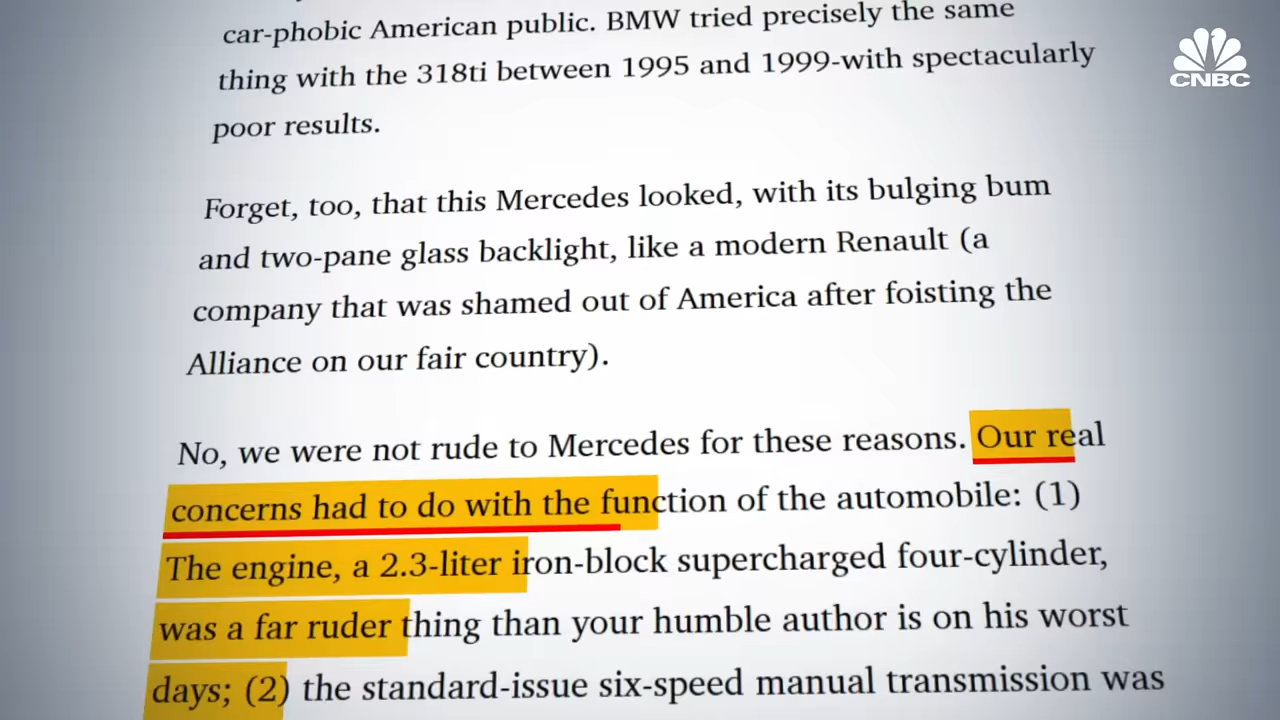 car-phobic American public. BMW tried precisely the same
thing with the 318ti between 1995 and 1999-with spectacularly
poor results.
Forget, too, that this Mercedes looked, with its bulging bum
and two-pane glass backlight, like a modern Renault (a
company that was shamed out of America after foisting the
Alliance on our fair country).
No, we were not rude to Mercedes for these reasons. Our real
concerns had to do with the function of the automobile: (1)
The engine, a 2.3-liter iron-block supercharged four-cylinder,
was a far ruder thing than your humble author is on his worst
days; (2) the standard-issue six-speed manual transmission was
CNBC